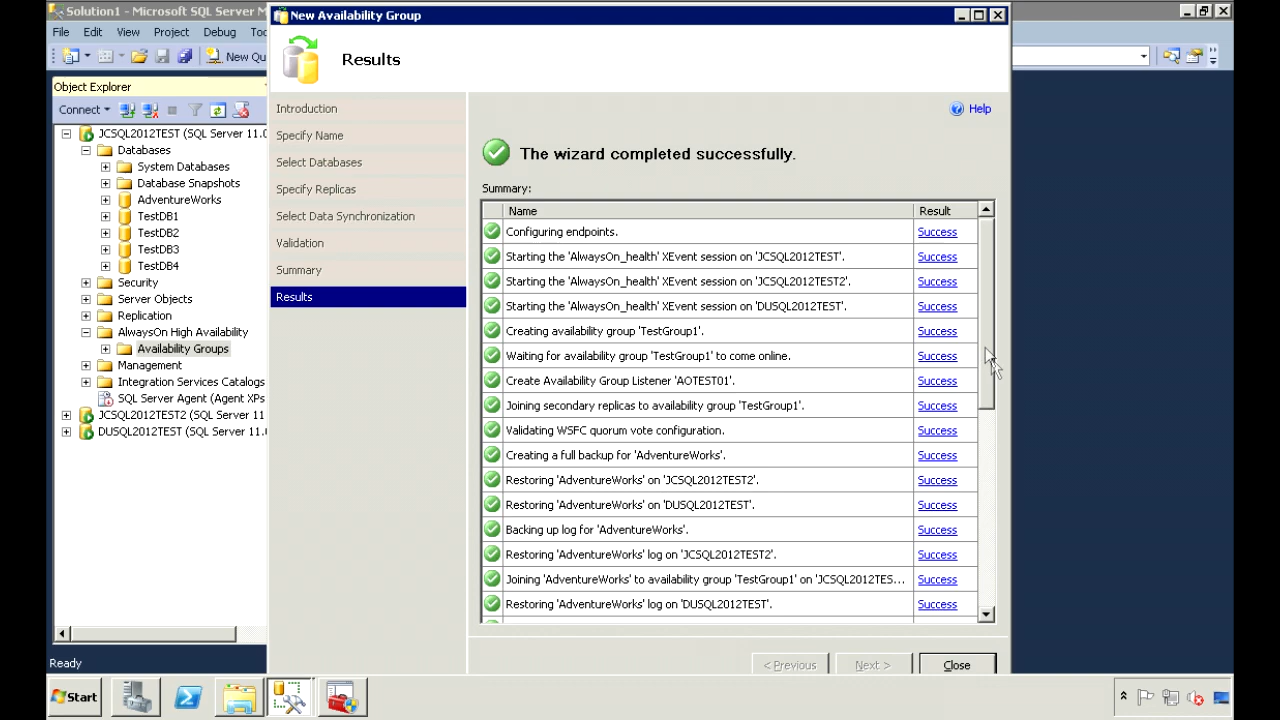 Solution1 - Microsoft SQL Server M
New Availability Group
File Edit View Project Debug Too
New Qu
Results
Object Explorer
Connect
JCSQL2012TEST (SQL Server 11.0
Databases
System Databases
Database Snapshots
AdventureWorks
TestDB1
TestDB2
TestDB3
TestDB4
Security
Server Objects
Replication
AlwaysOn High Availability
Availability Groups
Management
Integration Services Catalogs
SQL Server Agent (Agent XPs
JCSQL2012TEST2 (SQL Server 11
DUSQL2012TEST (SQL Server 11.0
Ready
Introduction
Specify Name
Select Databases
Specify Replicas
Select Data Synchronization
Validation
Summary
Results
Help
The wizard completed successfully.
Summary:
Name Result
Configuring endpoints. Success
Starting the 'AlwaysOn_health' XEvent session on 'JCSQL2012TEST'. Success
Starting the 'AlwaysOn_health' XEvent session on 'JCSQL2012TEST2'. Success
Starting the 'AlwaysOn_health' XEvent session on 'DUSQL2012TEST'. Success
Creating availability group 'TestGroup1'. Success
Waiting for availability group 'TestGroup1' to come online. Success
Create Availability Group Listener 'AOTEST01'. Success
Joining secondary replicas to availability group 'TestGroup1'. Success
Validating WSFC quorum vote configuration. Success
Creating a full backup for 'AdventureWorks'. Success
Restoring 'AdventureWorks' on 'JCSQL2012TEST2'. Success
Restoring 'AdventureWorks' on 'DUSQL2012TEST'. Success
Backing up log for 'AdventureWorks'. Success
Restoring 'AdventureWorks' log on 'JCSQL2012TEST2'. Success
Joining 'AdventureWorks' to availability group 'TestGroup1' on 'JCSQL2012TES... Success
Restoring 'AdventureWorks' log on 'DUSQL2012TEST'. Success
< Previous Next > Close
Start